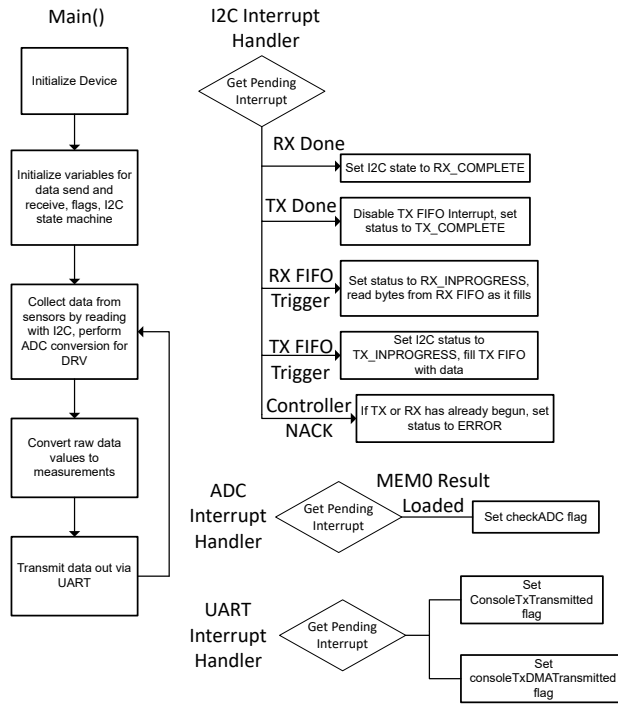 Main()
Initialize Device
Initialize variables for
data send and
receive, flags, I2C
state machine
Collect data from
sensors by reading
with I2C, perform
ADC conversion for
DRV
Convert raw data
values to
measurements
Transmit data out via
UART
I2C Interrupt
Handler
Get Pending
Interrupt
RX Done
Set I2C state to RX_COMPLETE
TX Done
Disable TX FIFO Interrupt, set
status to TX_COMPLETE
RX FIFO
Trigger
Set status to RX_INPROGRESS,
read bytes from RX FIFO as it fills
TX FIFO
Trigger
Set I2C status to
TX_INPROGRESS, fill TX FIFO
with data
Controller
NACK
If TX or RX has already begun, set
status to ERROR
ADC
Interrupt
Handler
Get Pending
Interrupt
MEM0 Result
Loaded
Set checkADC flag
UART
Interrupt
Handler
Get Pending
Interrupt
Set
ConsoleTxTransmitted
flag
Set
consoleTxDMATransmitted
flag